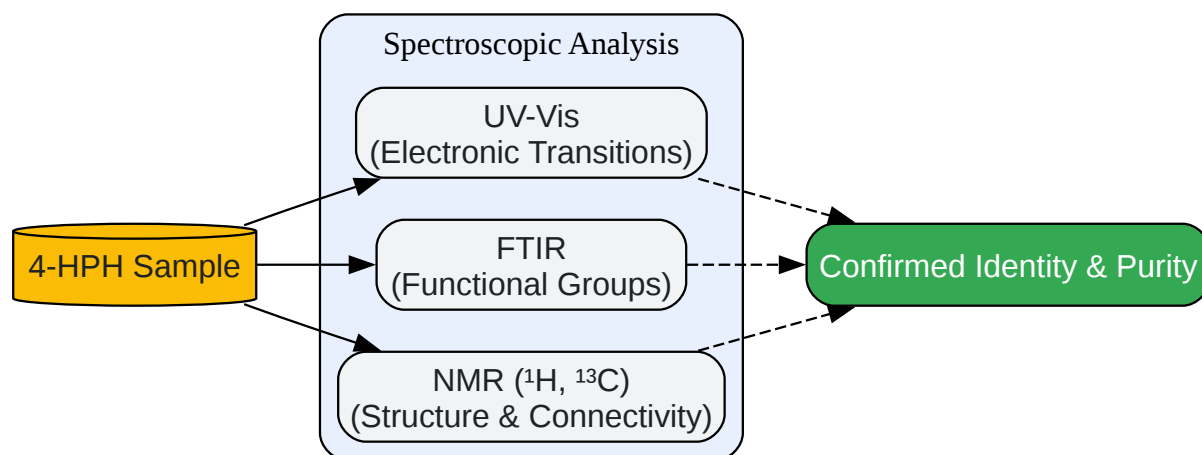 Spectroscopic Analysis
UV-Vis
(Electronic Transitions)
4-HPH Sample
FTIR
(Functional Groups)
Confirmed Identity & Purity
NMR (¹H, ¹³C)
(Structure & Connectivity)